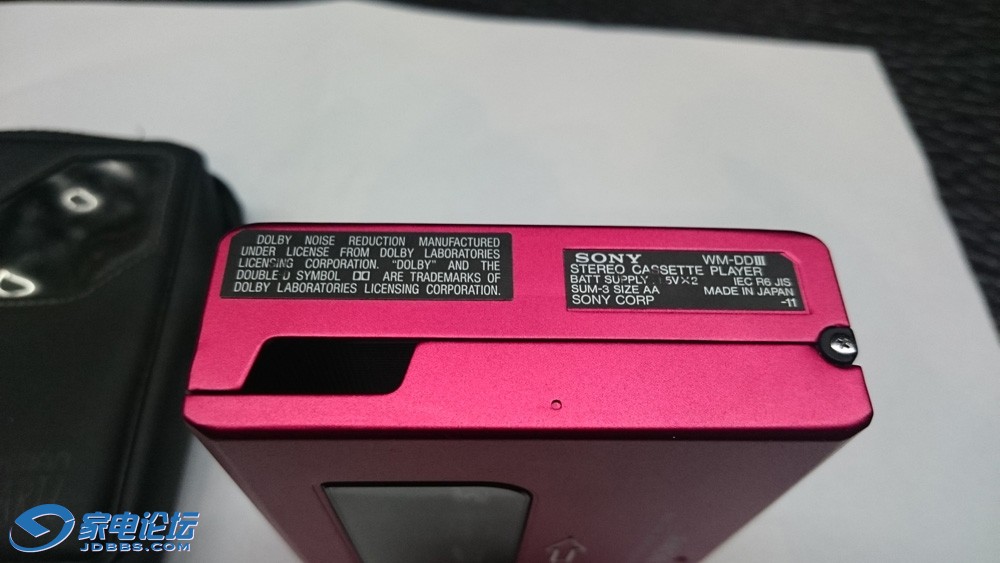 DOLBY NOISE REDUCTION MANUFACTURED
UNDER LICENSE FROM DOLBY LABORATORIES
LICENSING CORPORATION. "DOLBY" AND THE
DOUBLE D SYMBOL ARE TRADEMARKS OF
DOLBY LABORATORIES LICENSING CORPORATION.
SONY WM-DDIII
STEREO CASSETTE PLAYER
BATT SUPPLY 5V×2 IEC R6 JIS
SUM-3 SIZE AA MADE IN JAPAN
SONY CORP -11
家电论坛
JDBBS.COM